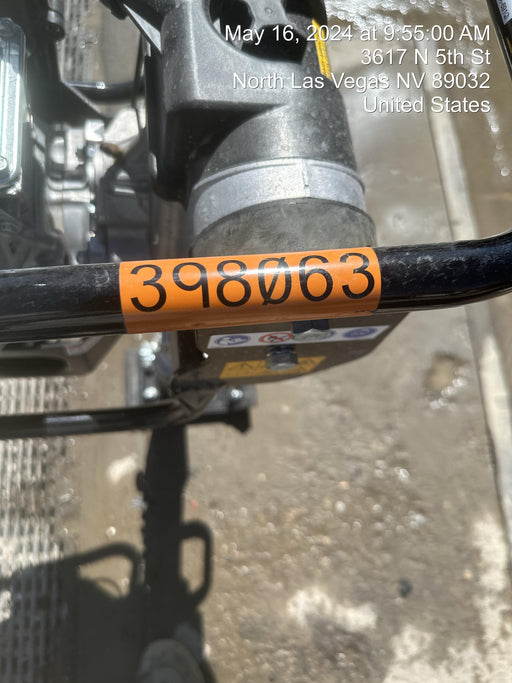 May 16, 2024 at 9:55:00 AM
3617 N 5th St
North Las Vegas NV 89032
United States
398Ø63